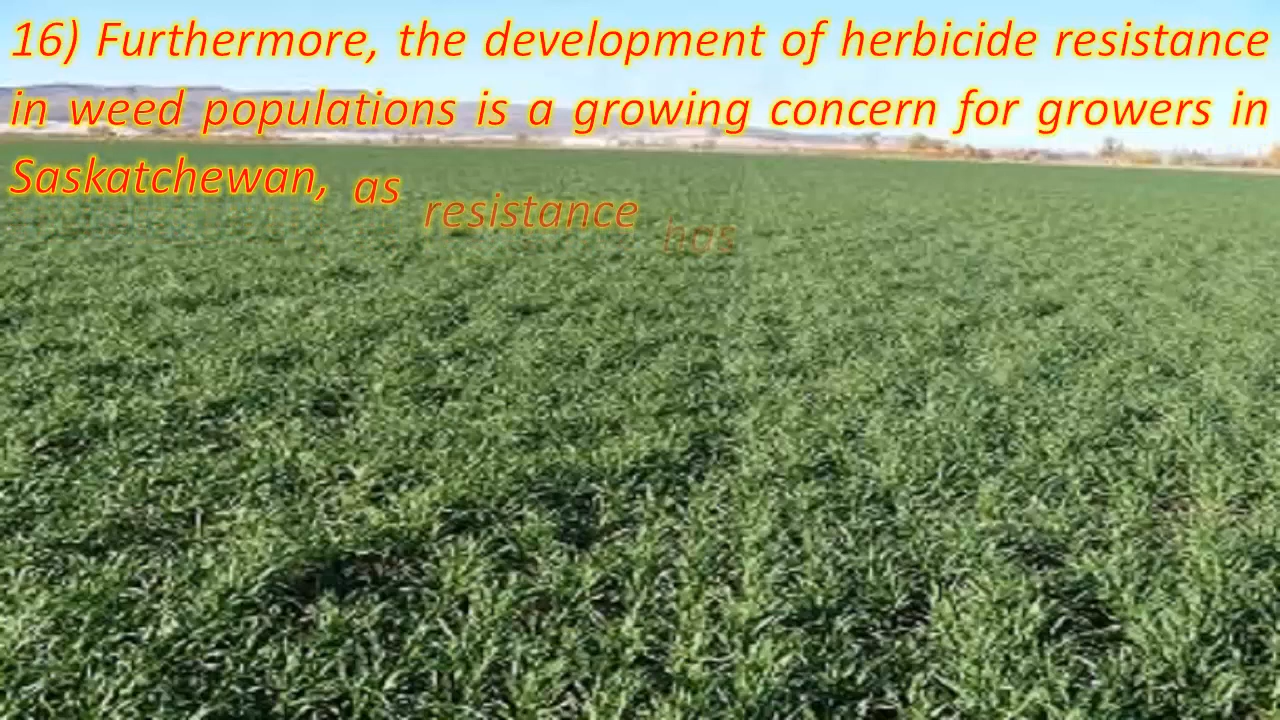 16) Furthermore, the development of herbicide resistance
in weed populations is a growing concern for growers in
Saskatchewan, as resistance has